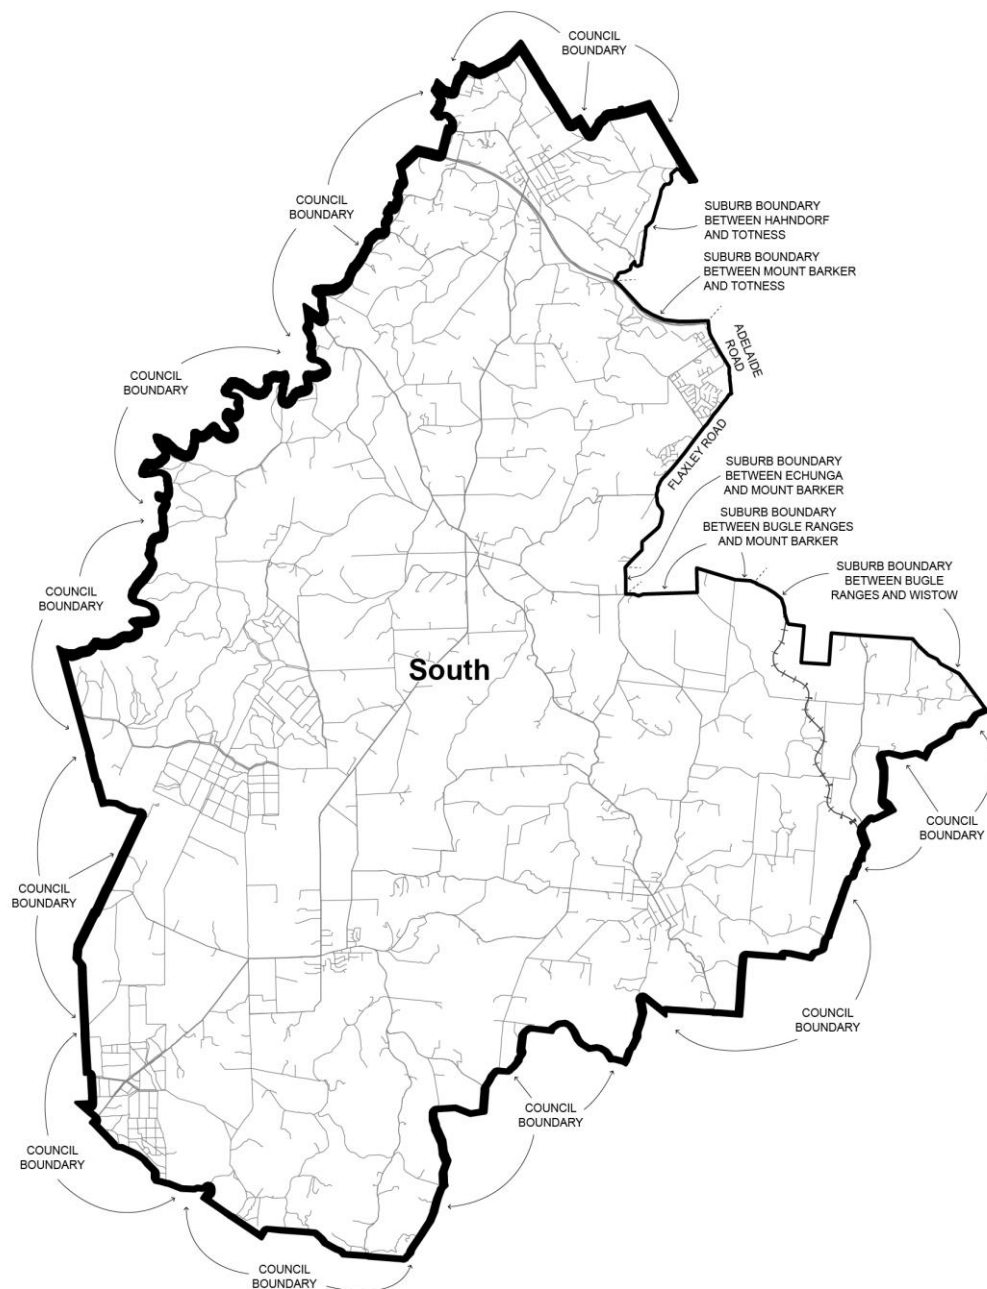 COUNCIL
BOUNDARY
COUNCIL
BOUNDARY
SUBURB BOUNDARY
BETWEEN HAHNDORF
AND TOTNESS
SUBURB BOUNDARY
BETWEEN MOUNT BARKER
AND TOTNESS
ADELAIDE
ROAD
COUNCIL
BOUNDARY
FLAXLEY ROAD
SUBURB BOUNDARY
BETWEEN ECHUNGA
AND MOUNT BARKER
SUBURB BOUNDARY
BETWEEN BUGLE RANGES
AND MOUNT BARKER
SUBURB BOUNDARY
BETWEEN BUGLE
RANGES AND WISTOW
COUNCIL
BOUNDARY
South
COUNCIL
BOUNDARY
COUNCIL
BOUNDARY
COUNCIL
BOUNDARY
COUNCIL
BOUNDARY
COUNCIL
BOUNDARY
COUNCIL
BOUNDARY